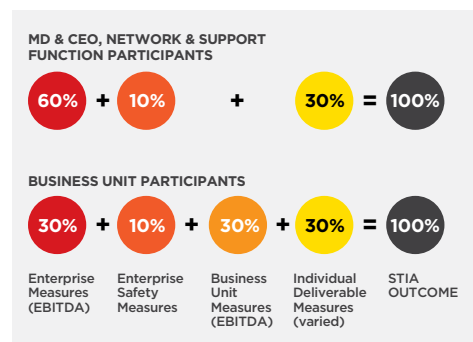 MD & CEO, NETWORK & SUPPORT
FUNCTION PARTICIPANTS
60% + 10% + 30% = 100%
BUSINESS UNIT PARTICIPANTS
30% + 10% + 30% + 30% = 100%
Enterprise
Measures
(EBITDA)
Enterprise
Safety
Measures
Business
Unit
Measures
(EBITDA)
Individual
Deliverable
Measures
(varied)
STIA
OUTCOME